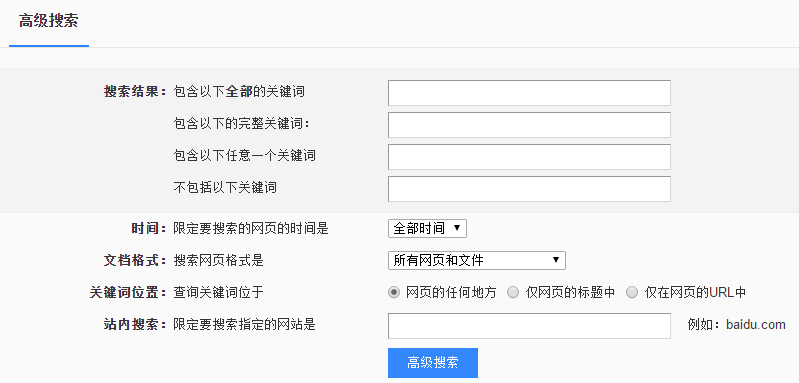 高级搜索
搜索结果：包含以下全部的关键词
包含以下的完整关键词：
包含以下任意一个关键词
不包括以下关键词
时间：限定要搜索的网页的时间是 全部时间
文档格式：搜索网页格式是 所有网页和文件
关键词位置：查询关键词位于 网页的任何地方 仅网页的标题中 仅在网页的URL中
站内搜索：限定要搜索指定的网站是 例如：baidu.com
高级搜索